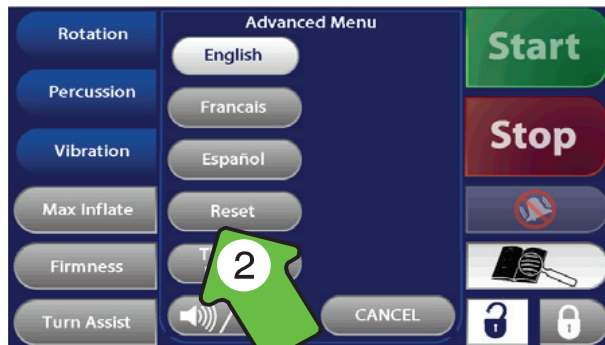 Advanced Menu
Rotation
Percussion
Vibration
Max Inflate
Firmness
Turn Assist
English
Francais
Español
Reset
2
CANCEL
Start
Stop